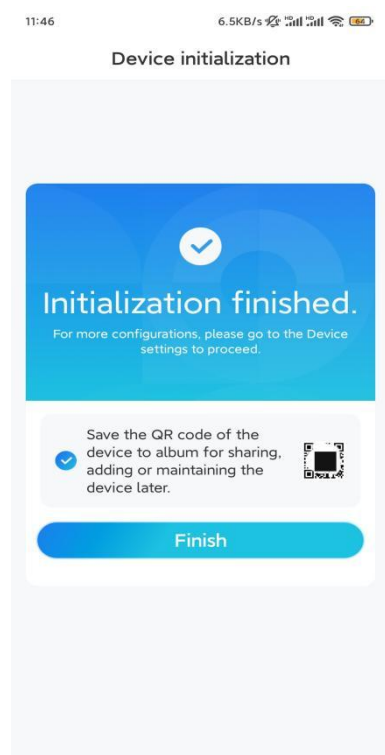 11:46 6.5KB/s 64
Device initialization
Initialization finished.
For more configurations, please go to the Device
settings to proceed.
Save the QR code of the
device to album for sharing,
adding or maintaining the
device later.
Finish